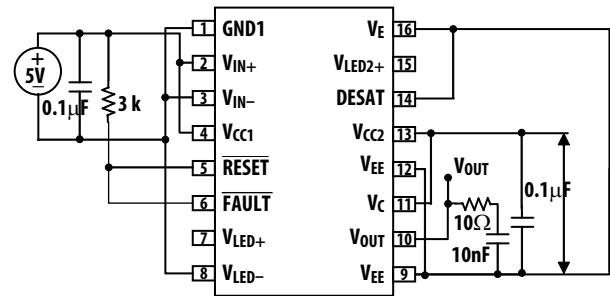 1 GND1
2 VIN+
3 VIN-
4 VCC1
5 RESET
6 FAULT
7 VLED+
8 VLED-
VE 16
VLED2+ 15
DESAT 14
VCC2 13
VEE 12
VC 11
VOUT 10
VEE 9
+
5V
–
0.1µF
3 k
VOUT
10Ω
10nF
0.1µF